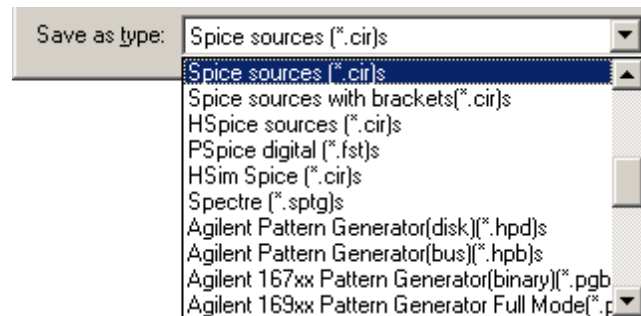 Save as type: Spice sources (*.cir)s
Spice sources (*.cir)s
Spice sources with brackets(*.cir)s
HSpice sources (*.cir)s
PSpice digital (*.fst)s
HSim Spice (*.cir)s
Spectre (*.sptg)s
Agilent Pattern Generator(disk)(*.hpd)s
Agilent Pattern Generator(bus)(*.hpb)s
Agilent 167xx Pattern Generator(binary)(*.pgb
Agilent 169xx Pattern Generator Full Mode(*.p